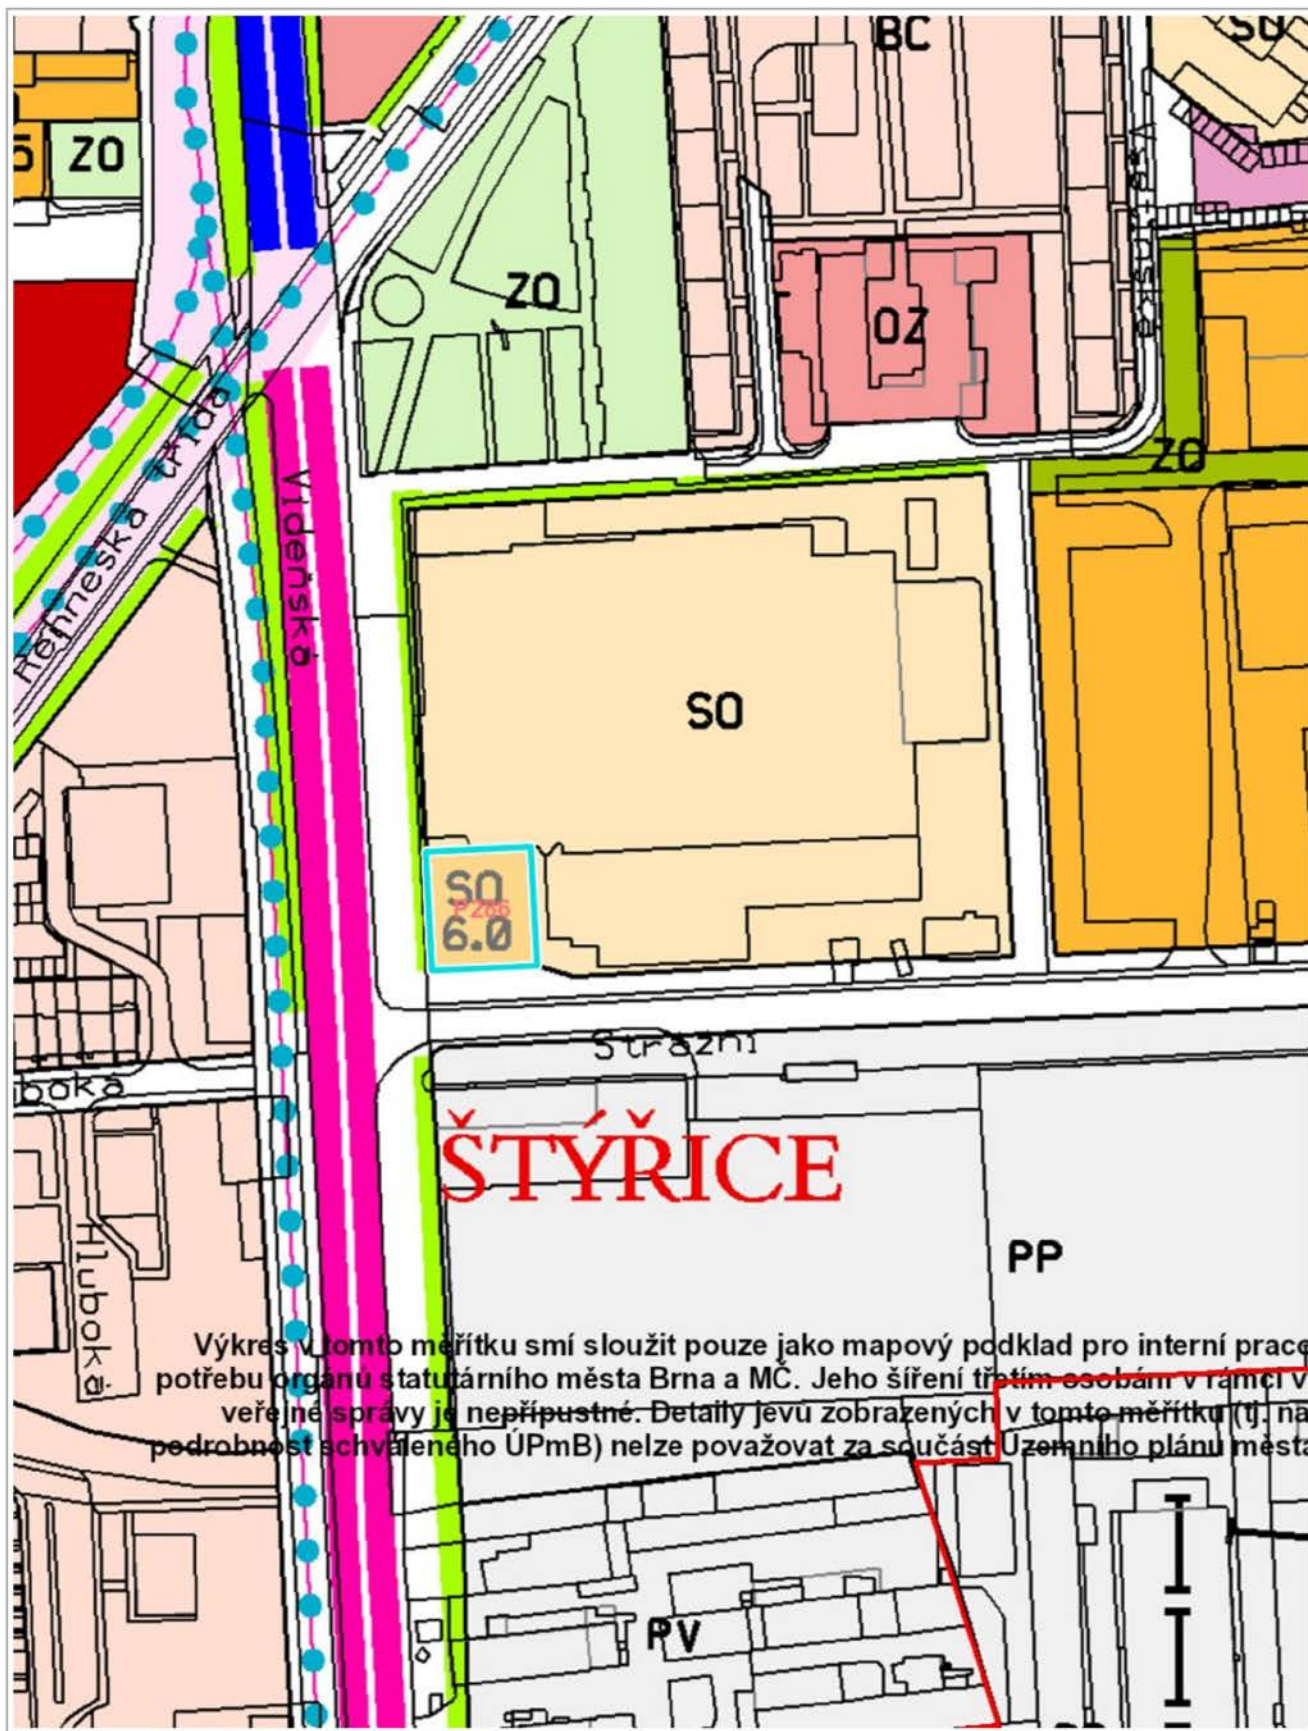 BC
SO
ZO
ZO
OZ
ZO
Vídeňská
třída
SO
SO
P266
6.0
Strážní
ŠTÝŘICE
Hluboká
PP
Výkres v tomto měřítku smí sloužit pouze jako mapový podklad pro interní prace
potřebu orgánů statutárního města Brna a MČ. Jeho šíření třetím osobám v rámci v
veřejné správy je nepřípustné. Detaily jevů zobrazených v tomto měřítku (tj. na
podrobnost schváleného ÚPmB) nelze považovat za součást Územního plánu města
PV